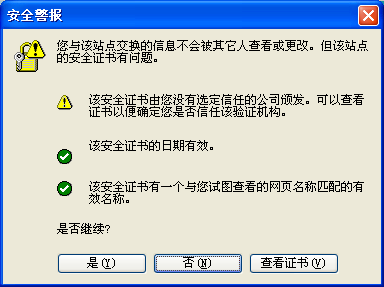 安全警报
您与该站点交换的信息不会被其它人查看或更改。但该站点
的安全证书有问题。
该安全证书由您没有选定信任的公司颁发。可以查看
证书以便确定您是否信任该验证机构。
该安全证书的日期有效。
该安全证书有一个与您试图查看的网页名称匹配的有
效名称。
是否继续?
是(Y)
否(N)
查看证书(V)